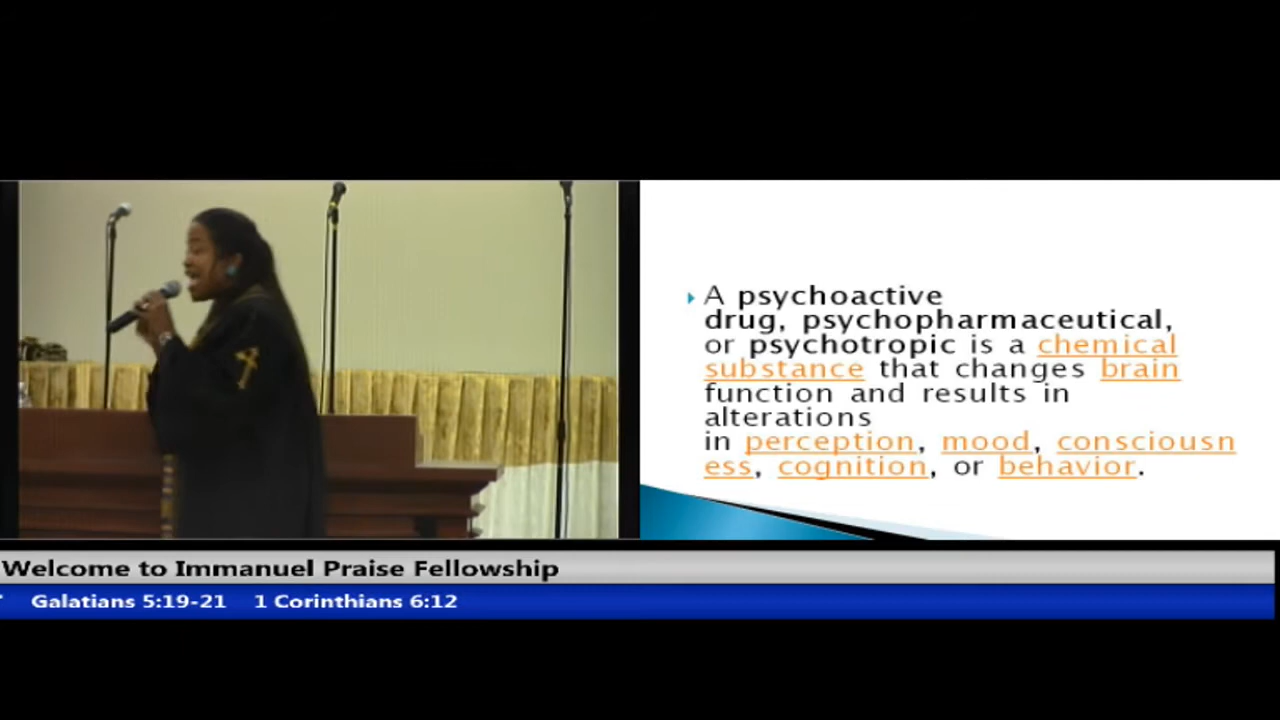 A psychoactive
drug, psychopharmaceutical,
or psychotropic is a chemical
substance that changes brain
function and results in
alterations
in perception, mood, consciousn
ess, cognition, or behavior.
Welcome to Immanuel Praise Fellowship
Galatians 5:19-21 1 Corinthians 6:12